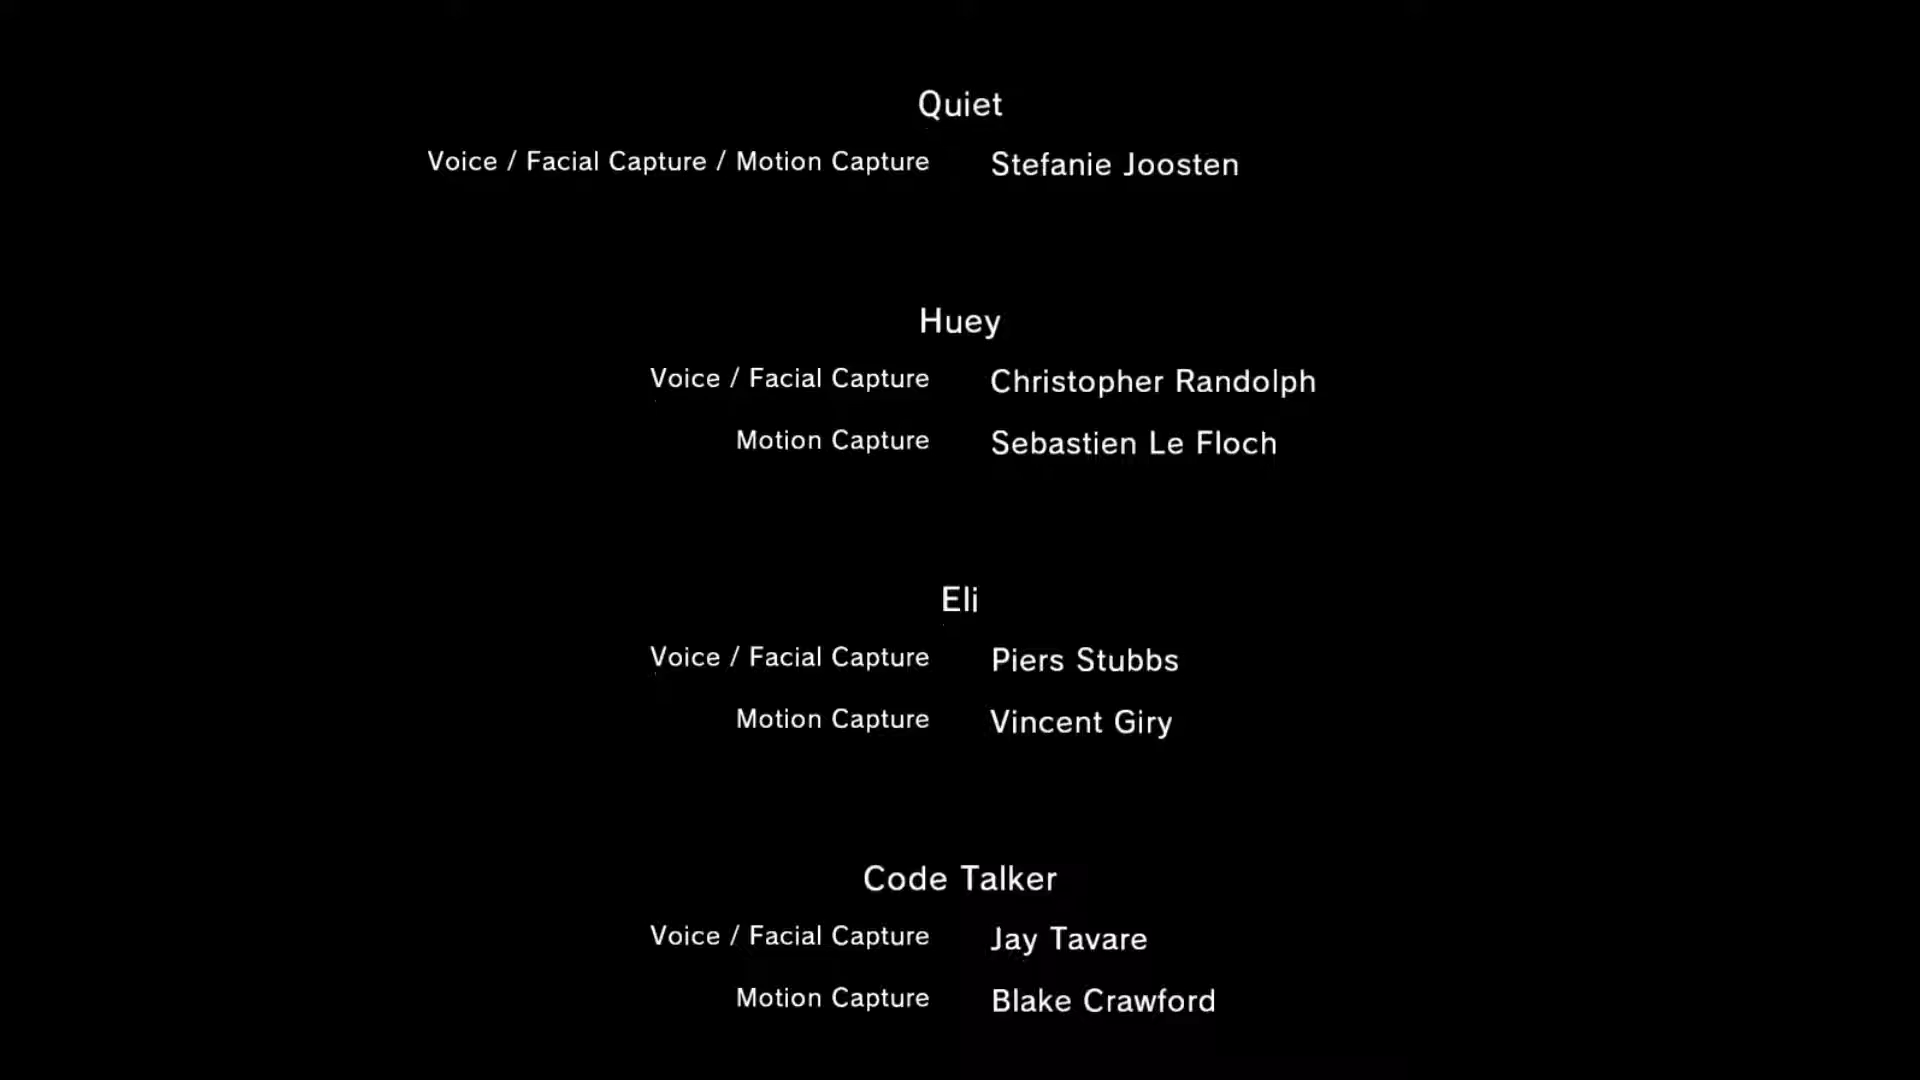 Quiet
Voice / Facial Capture / Motion Capture Stefanie Joosten
Huey
Voice / Facial Capture Christopher Randolph
Motion Capture Sebastien Le Floch
Eli
Voice / Facial Capture Piers Stubbs
Motion Capture Vincent Giry
Code Talker
Voice / Facial Capture Jay Tavare
Motion Capture Blake Crawford